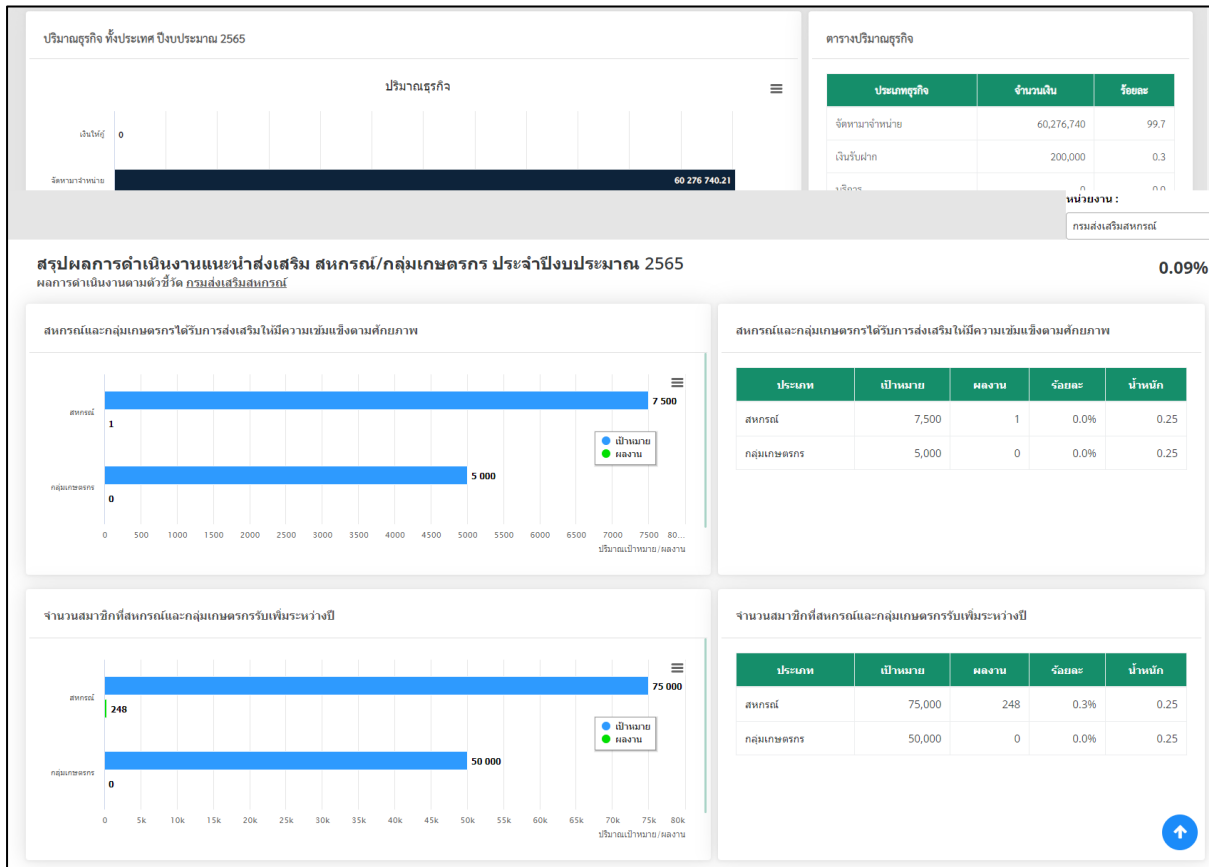 ปริมาณธุรกิจ ทั้งประเทศ ปีงบประมาณ 2565
ปริมาณธุรกิจ
เงินให้กู้ 0
จัดหามาจำหน่าย 60 276 740.21
ตารางปริมาณธุรกิจ
ประเภทธุรกิจ จำนวนเงิน ร้อยละ
จัดหามาจำหน่าย 60,276,740 99.7
เงินรับฝาก 200,000 0.3
บริการ 0 0.0
หน่วยงาน :
กรมส่งเสริมสหกรณ์
สรุปผลการดำเนินงานแนะนำส่งเสริม สหกรณ์/กลุ่มเกษตรกร ประจำปีงบประมาณ 2565
0.09%
ผลการดำเนินงานตามตัวชี้วัด กรมส่งเสริมสหกรณ์
สหกรณ์และกลุ่มเกษตรกรได้รับการส่งเสริมให้มีความเข้มแข็งตามศักยภาพ
สหกรณ์ 7 500
1
เป้าหมาย
ผลงาน
กลุ่มเกษตรกร 5 000
0
0 500 1000 1500 2000 2500 3000 3500 4000 4500 5000 5500 6000 6500 7000 7500 80...
ปริมาณเป้าหมาย/ผลงาน
สหกรณ์และกลุ่มเกษตรกรได้รับการส่งเสริมให้มีความเข้มแข็งตามศักยภาพ
ประเภท เป้าหมาย ผลงาน ร้อยละ น้ำหนัก
สหกรณ์ 7,500 1 0.0% 0.25
กลุ่มเกษตรกร 5,000 0 0.0% 0.25
จำนวนสมาชิกที่สหกรณ์และกลุ่มเกษตรกรรับเพิ่มระหว่างปี
สหกรณ์ 75 000
248
เป้าหมาย
ผลงาน
กลุ่มเกษตรกร 50 000
0
0 5k 10k 15k 20k 25k 30k 35k 40k 45k 50k 55k 60k 65k 70k 75k 80k
ปริมาณเป้าหมาย/ผลงาน
จำนวนสมาชิกที่สหกรณ์และกลุ่มเกษตรกรรับเพิ่มระหว่างปี
ประเภท เป้าหมาย ผลงาน ร้อยละ น้ำหนัก
สหกรณ์ 75,000 248 0.3% 0.25
กลุ่มเกษตรกร 50,000 0 0.0% 0.25